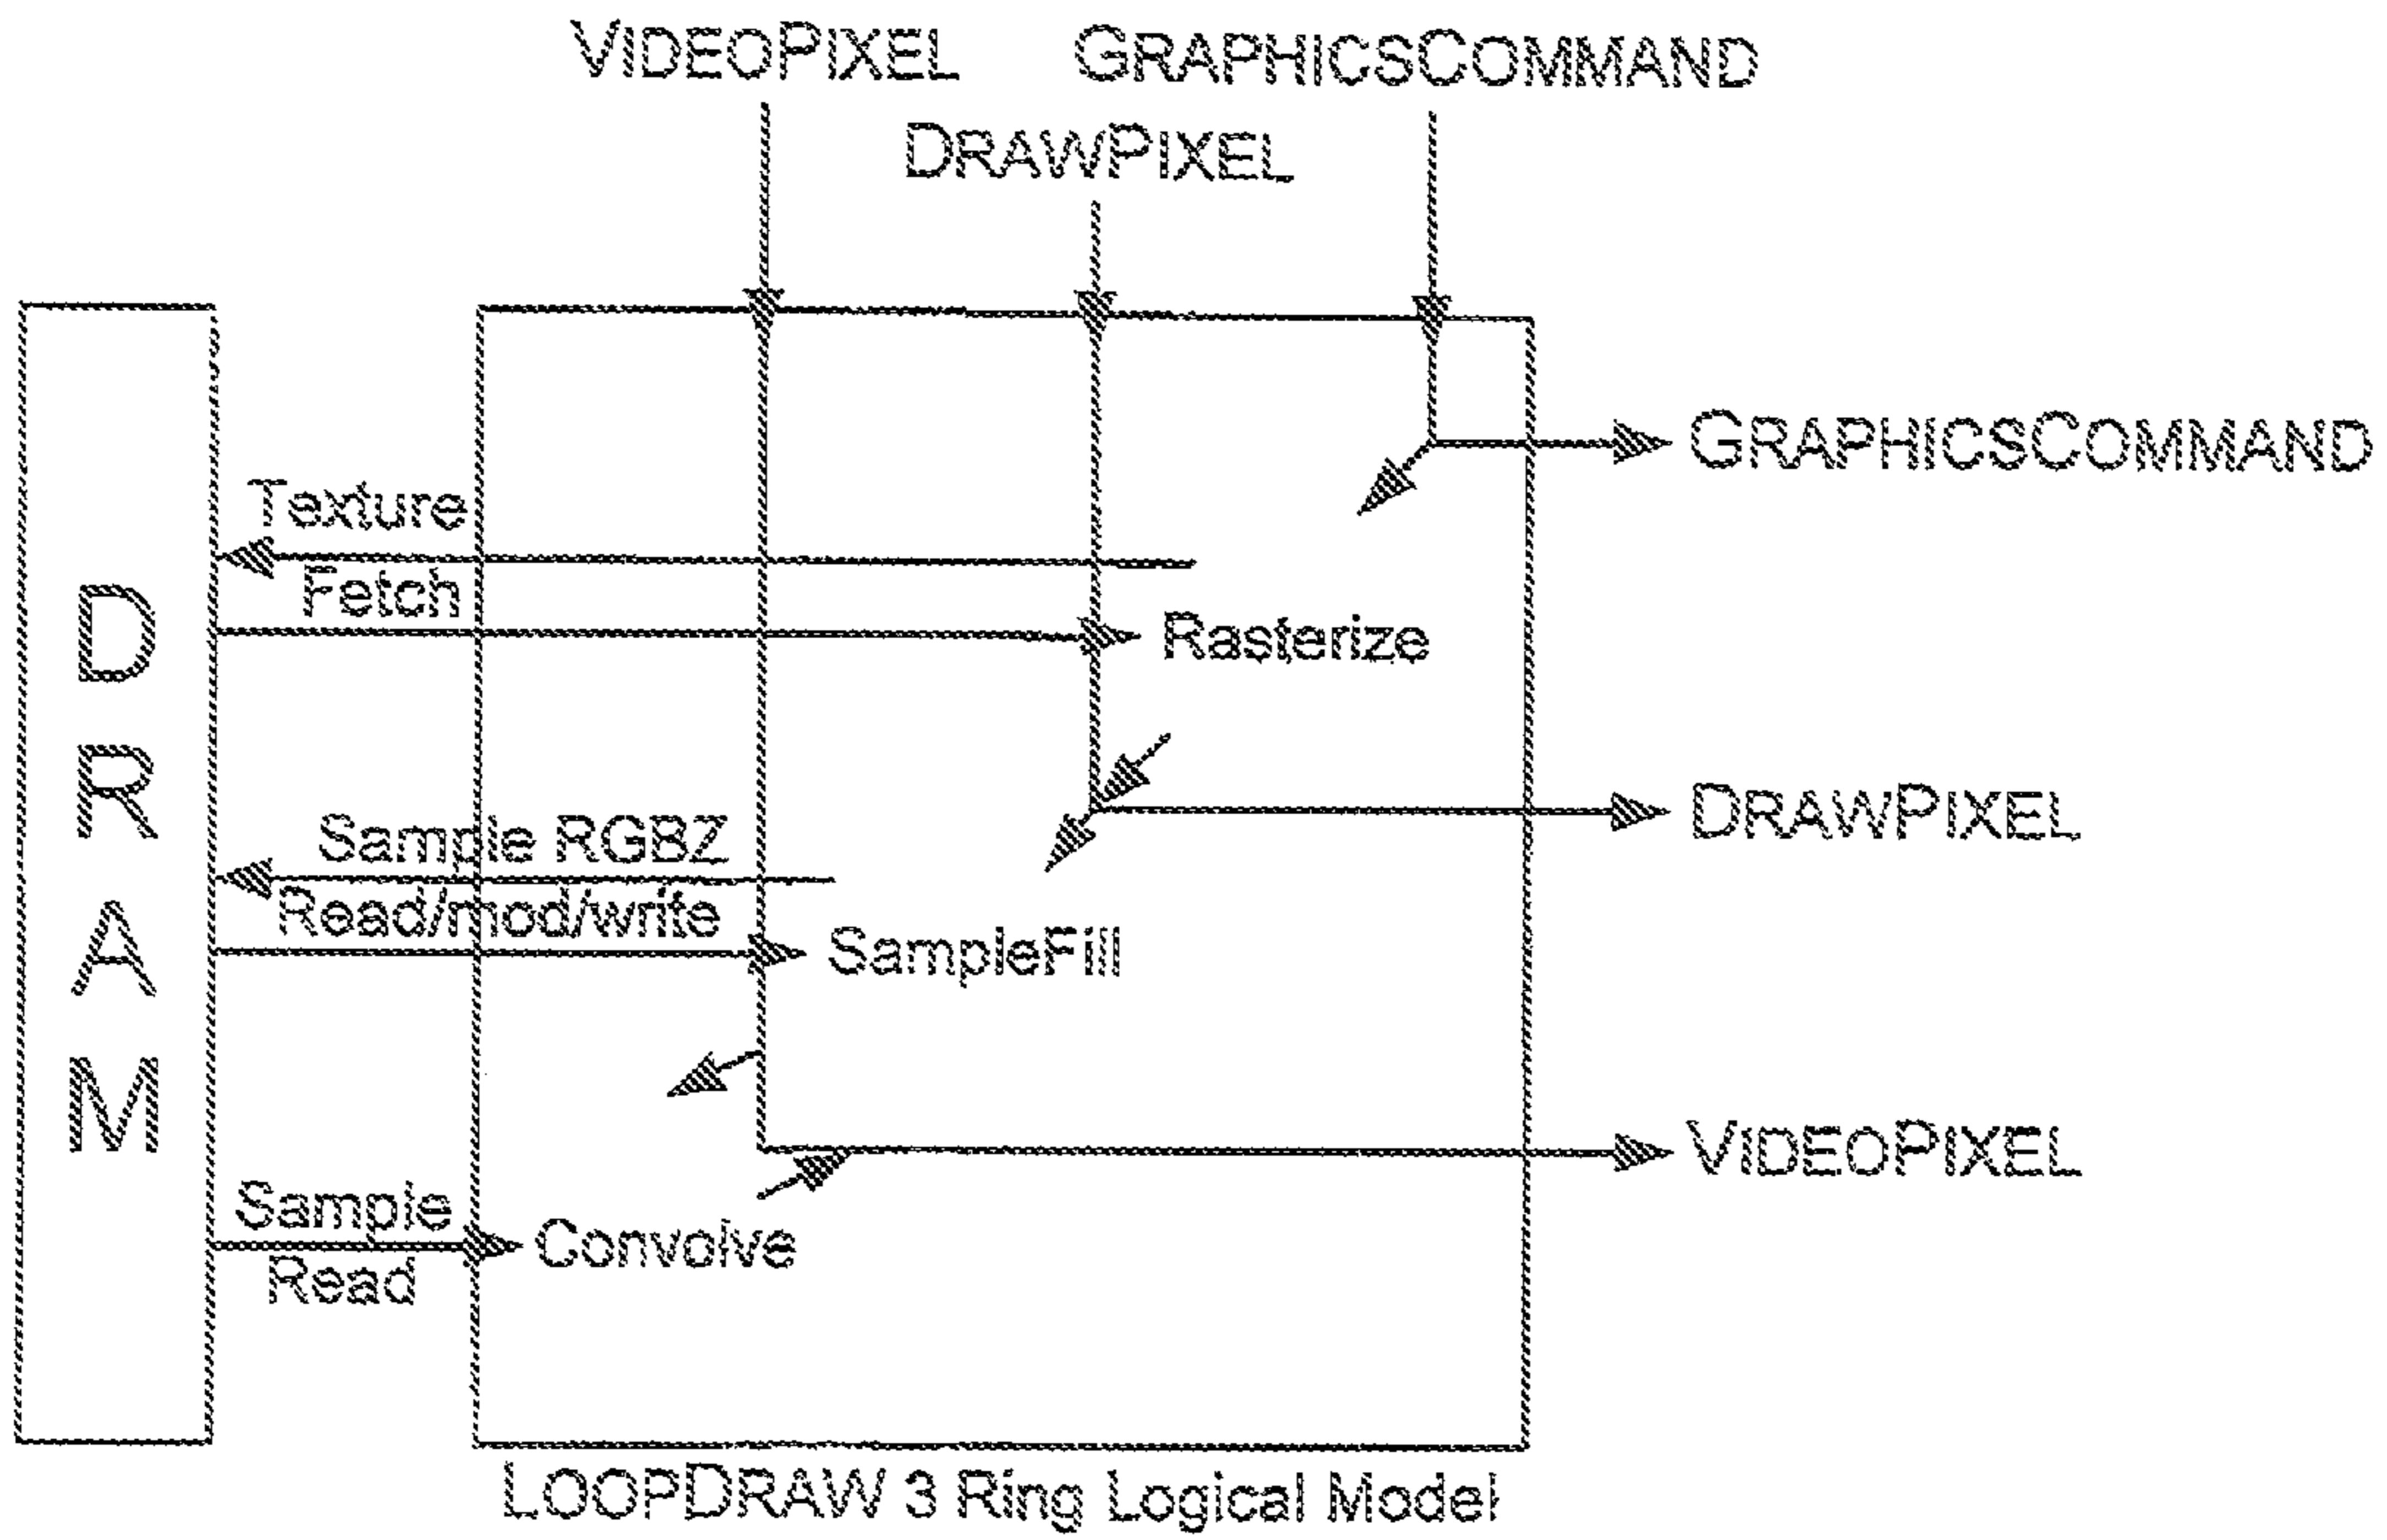 VIDEOPIXEL GRAPHICSCOMMAND
DRAWPIXEL
GRAPHICSCOMMAND
Texture
Fetch
Rasterize
DRAM
DRAWPIXEL
Sample RGBZ
Read/mod/write
SampleFill
VIDEOPIXEL
Sample
Read
Convolve
LOOPDRAW 3 Ring Logical Model